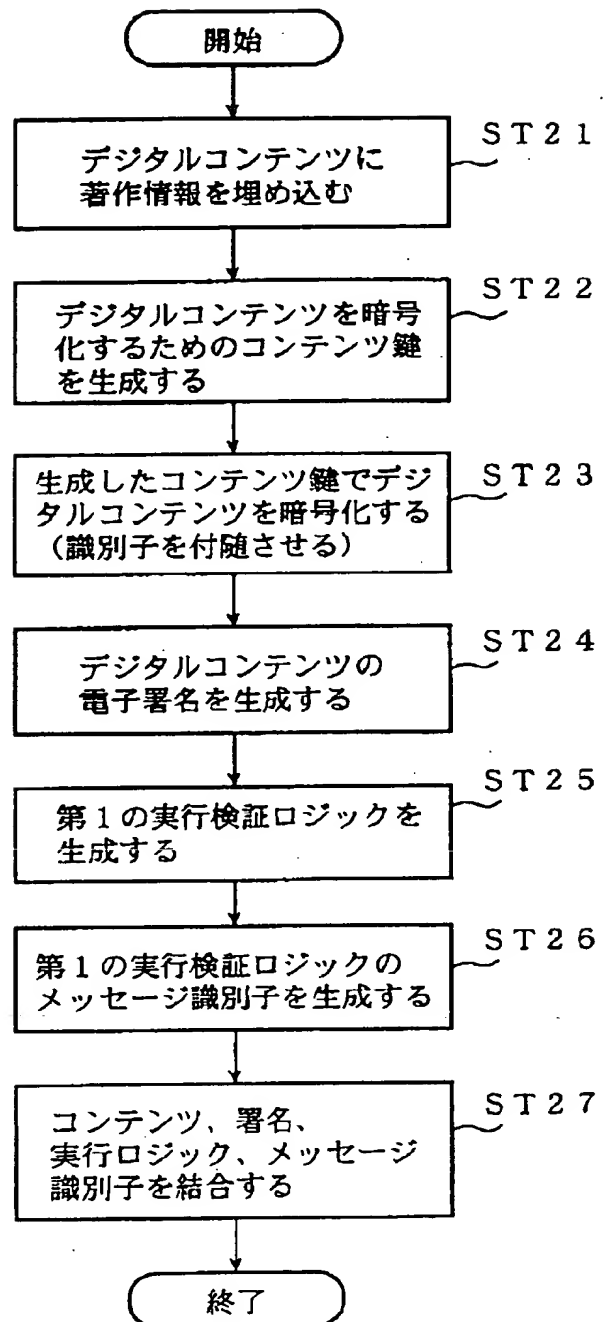 開始
ST21
デジタルコンテンツに
著作情報を埋め込む
ST22
デジタルコンテンツを暗号
化するためのコンテンツ鍵
を生成する
ST23
生成したコンテンツ鍵でデジ
タルコンテンツを暗号化する
(識別子を付随させる)
ST24
デジタルコンテンツの
電子署名を生成する
ST25
第1の実行検証ロジックを
生成する
ST26
第1の実行検証ロジックの
メッセージ識別子を生成する
ST27
コンテンツ、署名、
実行ロジック、メッセージ
識別子を結合する
終了